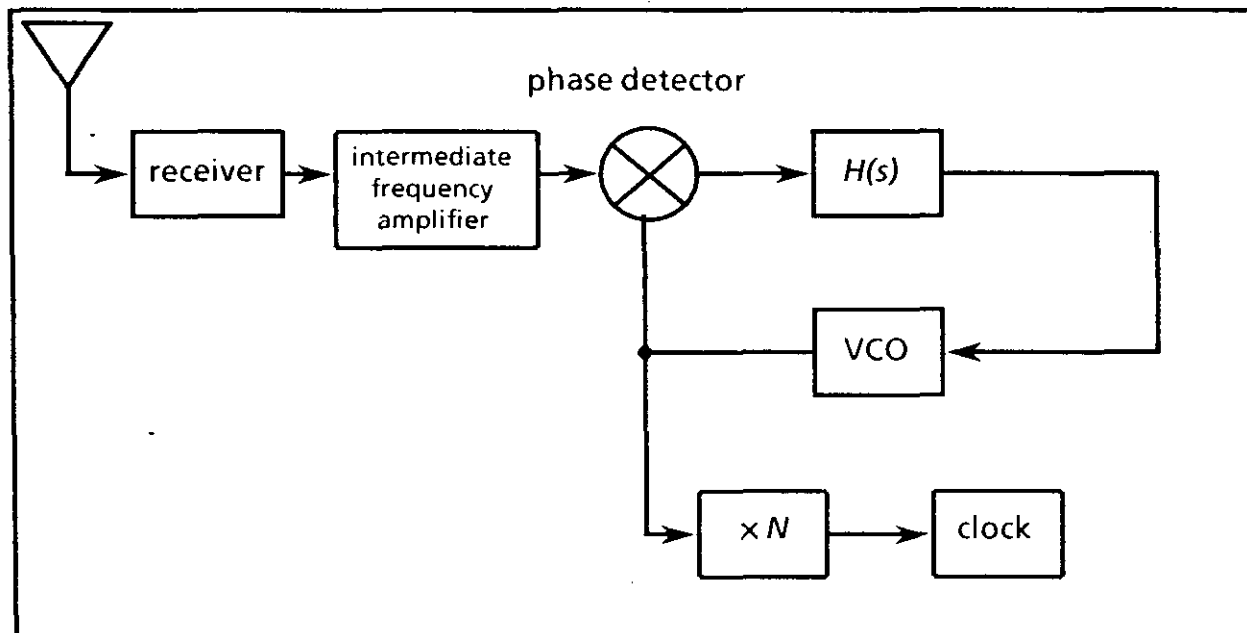 phase detector
receiver
intermediate
frequency
amplifier
H(s)
VCO
× N
clock